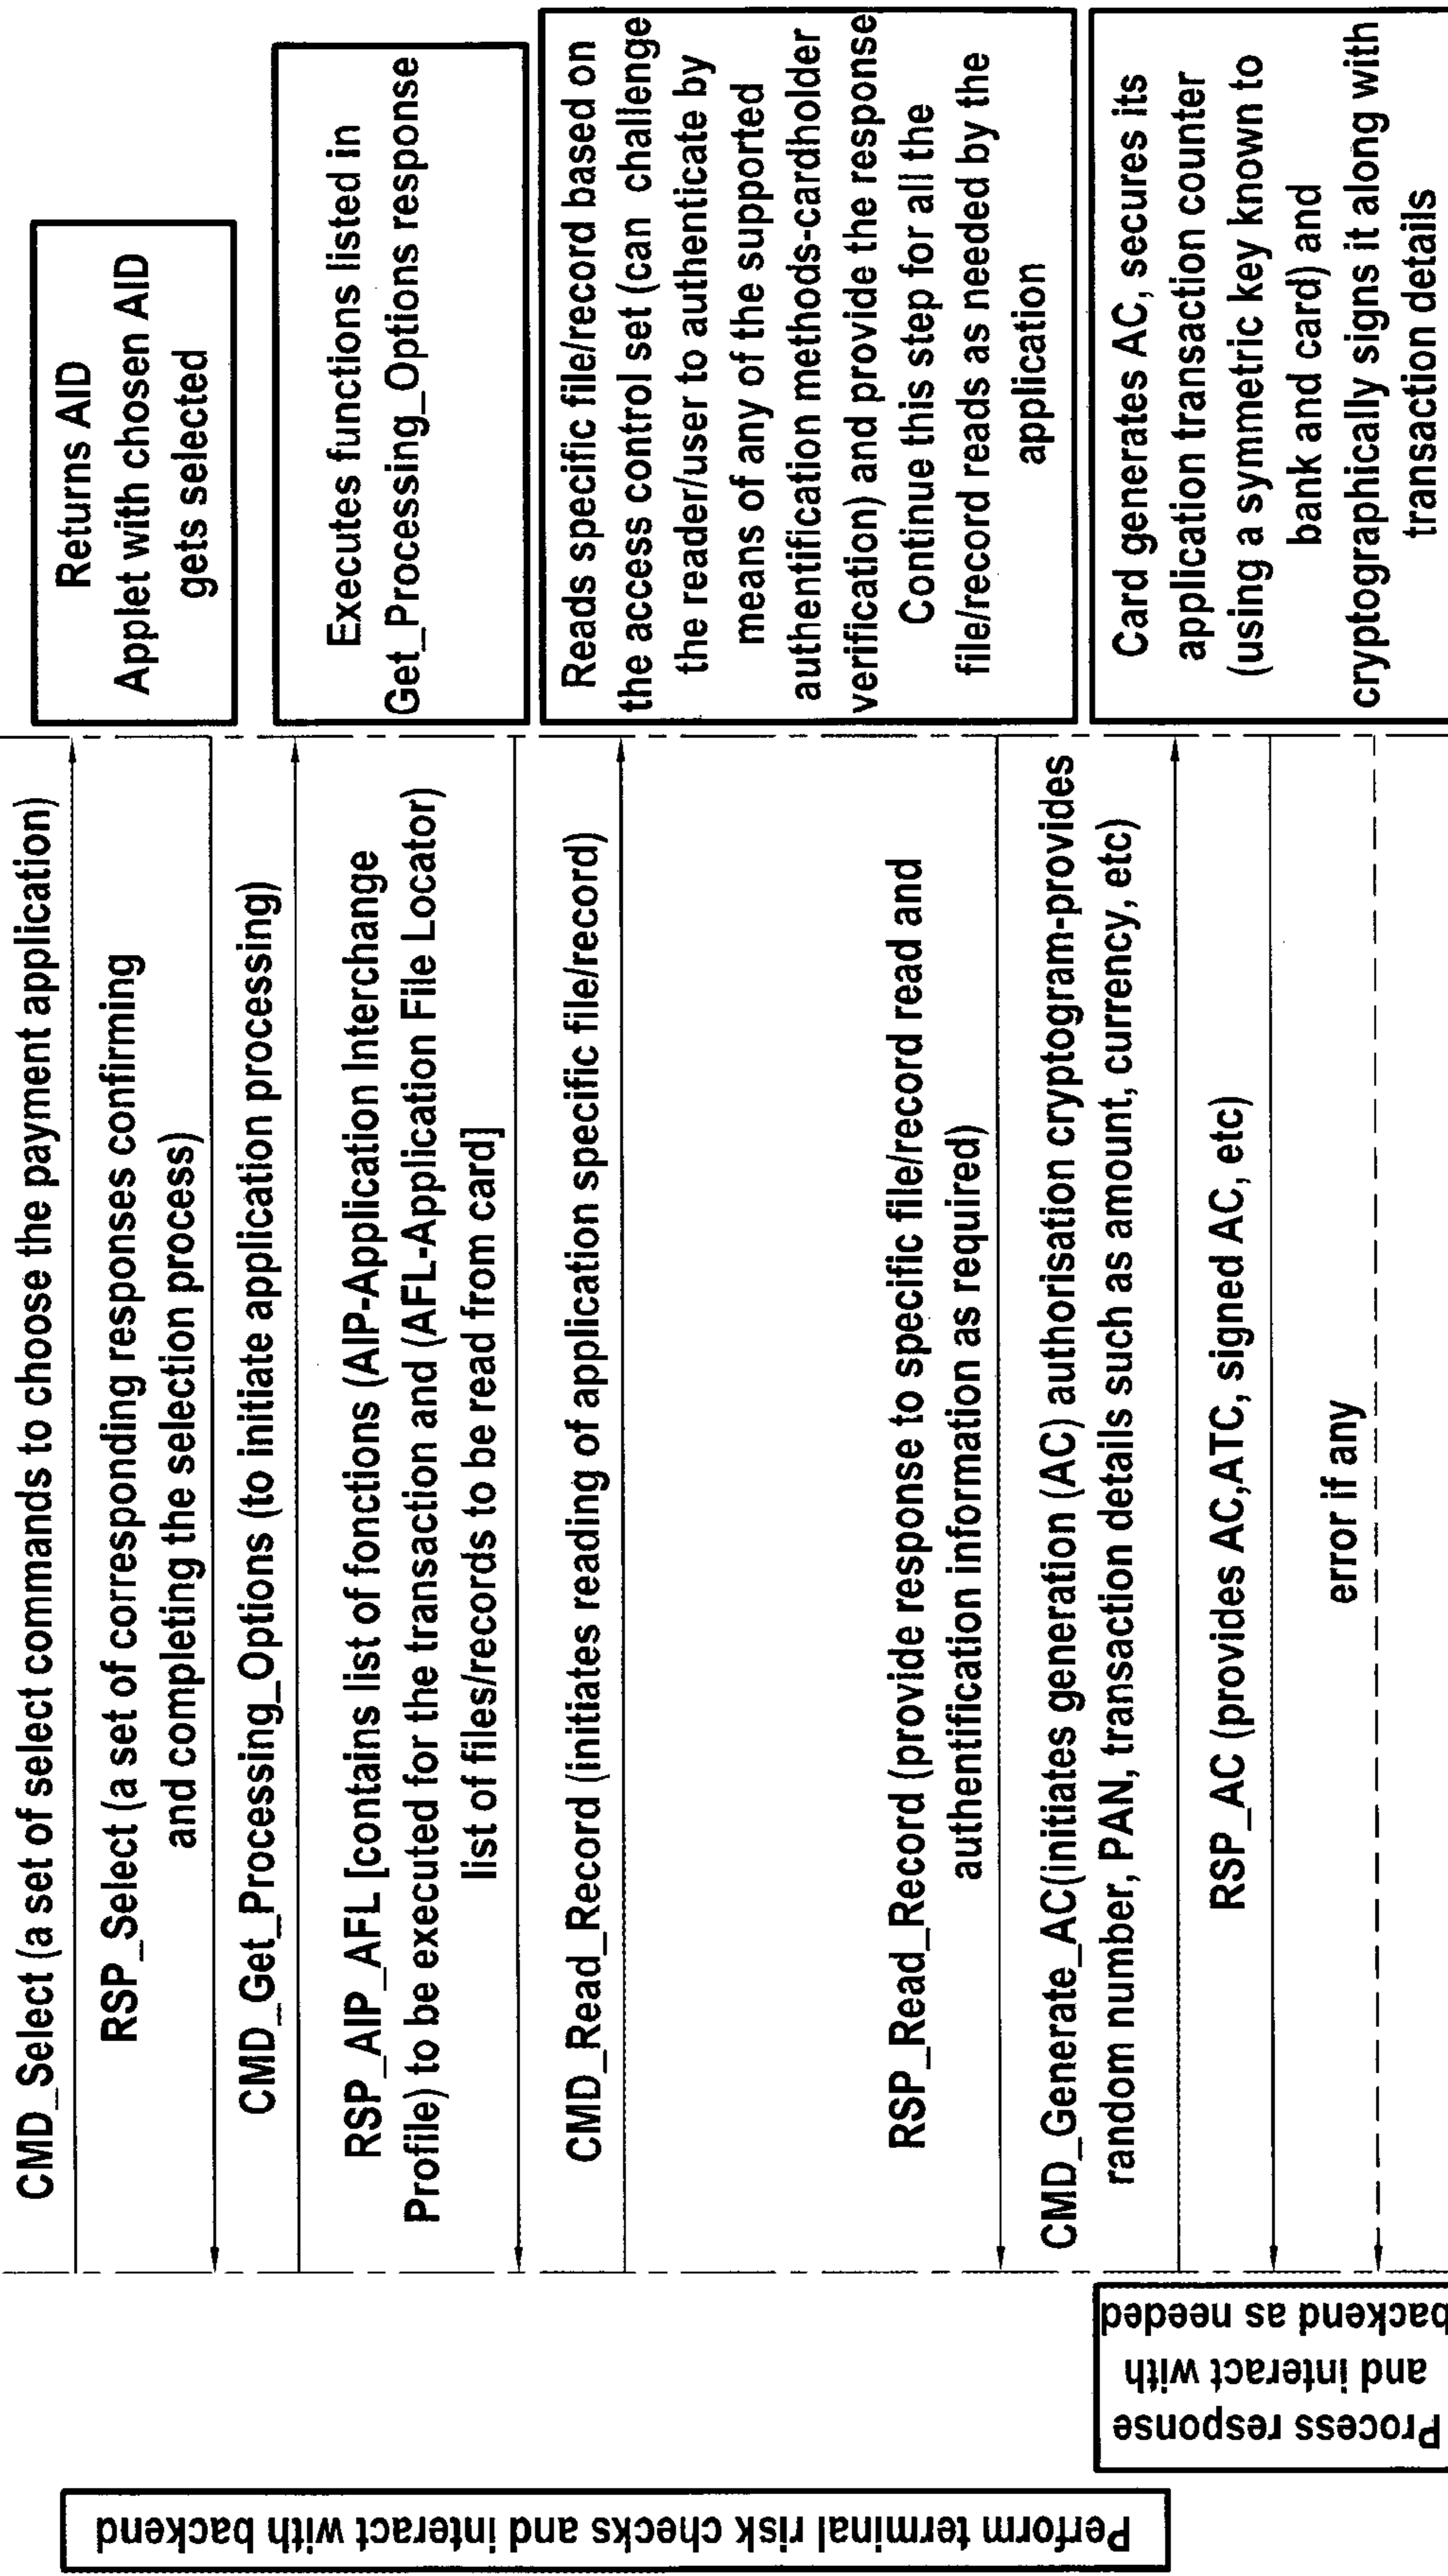 CMD_Select (a set of select commands to choose the payment application)
Returns AID
Applet with chosen AID
gets selected
RSP_Select (a set of corresponding responses confirming
and completing the selection process)
CMD_Get_Processing_Options (to initiate application processing)
Executes functions listed in
Get_Processing_Options response
RSP_AIP_AFL [contains list of fonctions (AIP-Application Interchange
Profile) to be executed for the transaction and (AFL-Application File Locator)
list of files/records to be read from card]
CMD_Read_Record (initiates reading of application specific file/record)
Reads specific file/record based on
the access control set (can challenge
the reader/user to authenticate by
means of any of the supported
authentification methods-cardholder
verification) and provide the response
Continue this step for all the
file/record reads as needed by the
application
RSP_Read_Record (provide response to specific file/record read and
authentification information as required)
CMD_Generate_AC(initiates generation (AC) authorisation cryptogram-provides
random number, PAN, transaction details such as amount, currency, etc)
Card generates AC, secures its
application transaction counter
(using a symmetric key known to
bank and card) and
cryptographically signs it along with
transaction details
RSP_AC (provides AC,ATC, signed AC, etc)
error if any
Process response
and interact with
backend as needed
Perform terminal risk checks and interact with backend